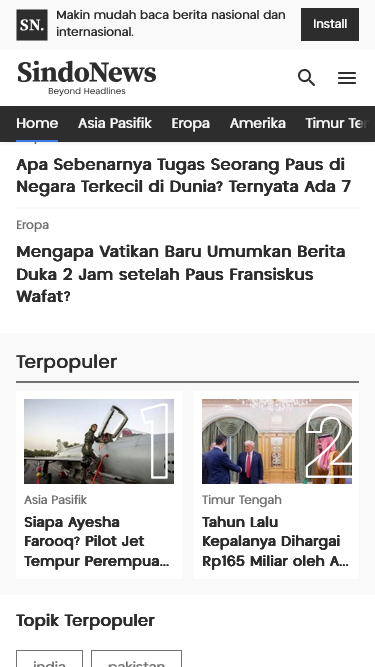 SN.
Makin mudah baca berita nasional dan
internasional.
Install
SindoNews
Beyond Headlines
Home Asia Pasifik Eropa Amerika Timur
Apa Sebenarnya Tugas Seorang Paus di
Negara Terkecil di Dunia? Ternyata Ada 7
Eropa
Mengapa Vatikan Baru Umumkan Berita
Duka 2 Jam setelah Paus Fransiskus
Wafat?
Terpopuler
1
Asia Pasifik
Siapa Ayesha
Farooq? Pilot Jet
Tempur Perempua...
2
Timur Tengah
Tahun Lalu
Kepalanya Dihargai
Rp165 Miliar oleh A...
Topik Terpopuler
india
pakistan